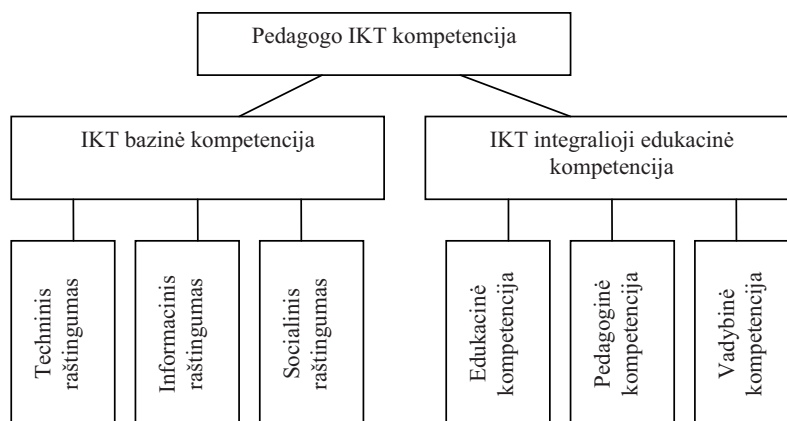 Pedagogo IKT kompetencija
IKT bazinė kompetencija
IKT integralioji edukacinė
kompetencija
Techninis
raštingumas
Informacinis
raštingumas
Socialinis
raštingumas
Edukacinė
kompetencija
Pedagoginė
kompetencija
Vadybinė
kompetencija